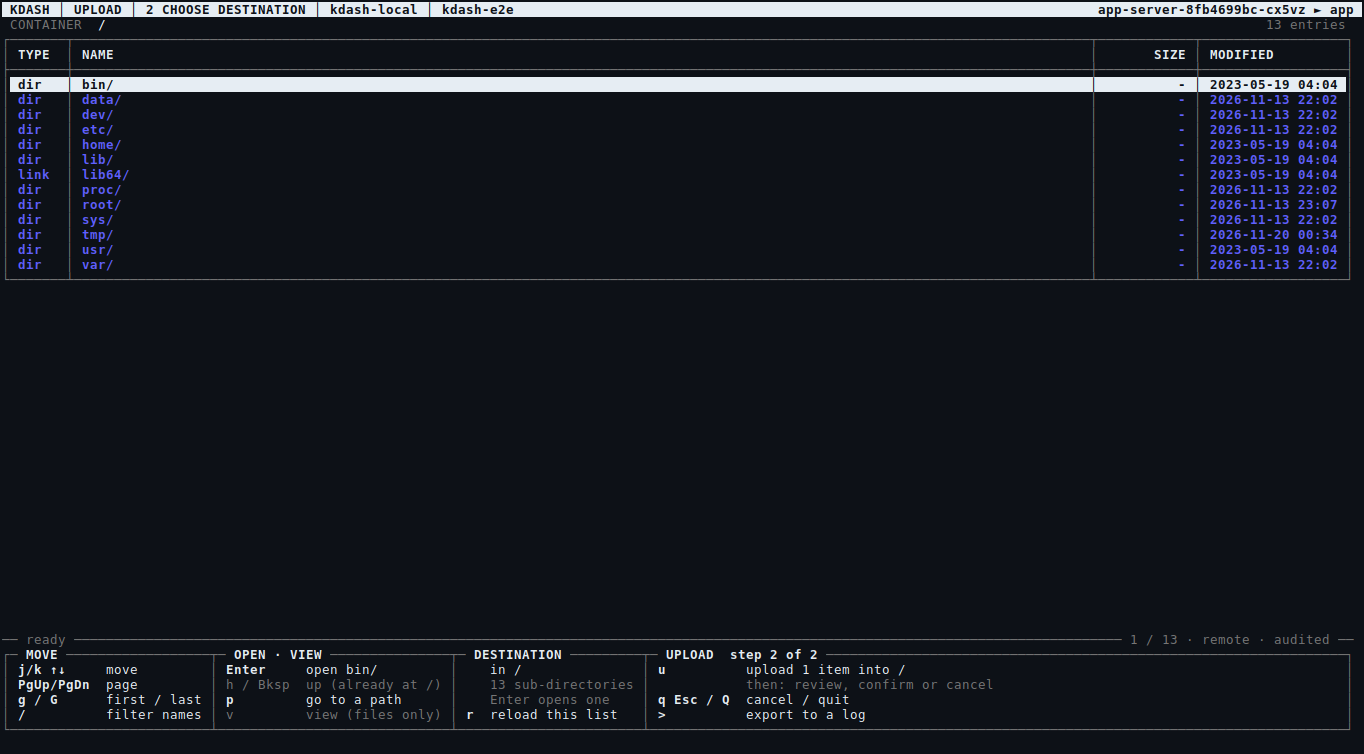 KDASH │ UPLOAD │ 2 CHOOSE DESTINATION │ kdash-local │ kdash-e2e app-server-8fb4699bc-cx5vz ► app
CONTAINER / 13 entries
TYPE NAME SIZE MODIFIED
dir bin/ - 2023-05-19 04:04
dir data/ - 2026-11-13 22:02
dir dev/ - 2026-11-13 22:02
dir etc/ - 2026-11-13 22:02
dir home/ - 2023-05-19 04:04
dir lib/ - 2023-05-19 04:04
link lib64/ - 2023-05-19 04:04
dir proc/ - 2026-11-13 22:02
dir root/ - 2026-11-13 23:07
dir sys/ - 2026-11-13 22:02
dir tmp/ - 2026-11-20 00:34
dir usr/ - 2023-05-19 04:04
dir var/ - 2026-11-13 22:02
ready 1 / 13 · remote · audited
MOVE OPEN · VIEW DESTINATION UPLOAD step 2 of 2
j/k ↑↓ move Enter open bin/ in / u upload 1 item into /
PgUp/PgDn page h / Bksp up (already at /) 13 sub-directories then: review, confirm or cancel
g / G first / last p go to a path Enter opens one q Esc / Q cancel / quit
/ filter names v view (files only) r reload this list > export to a log